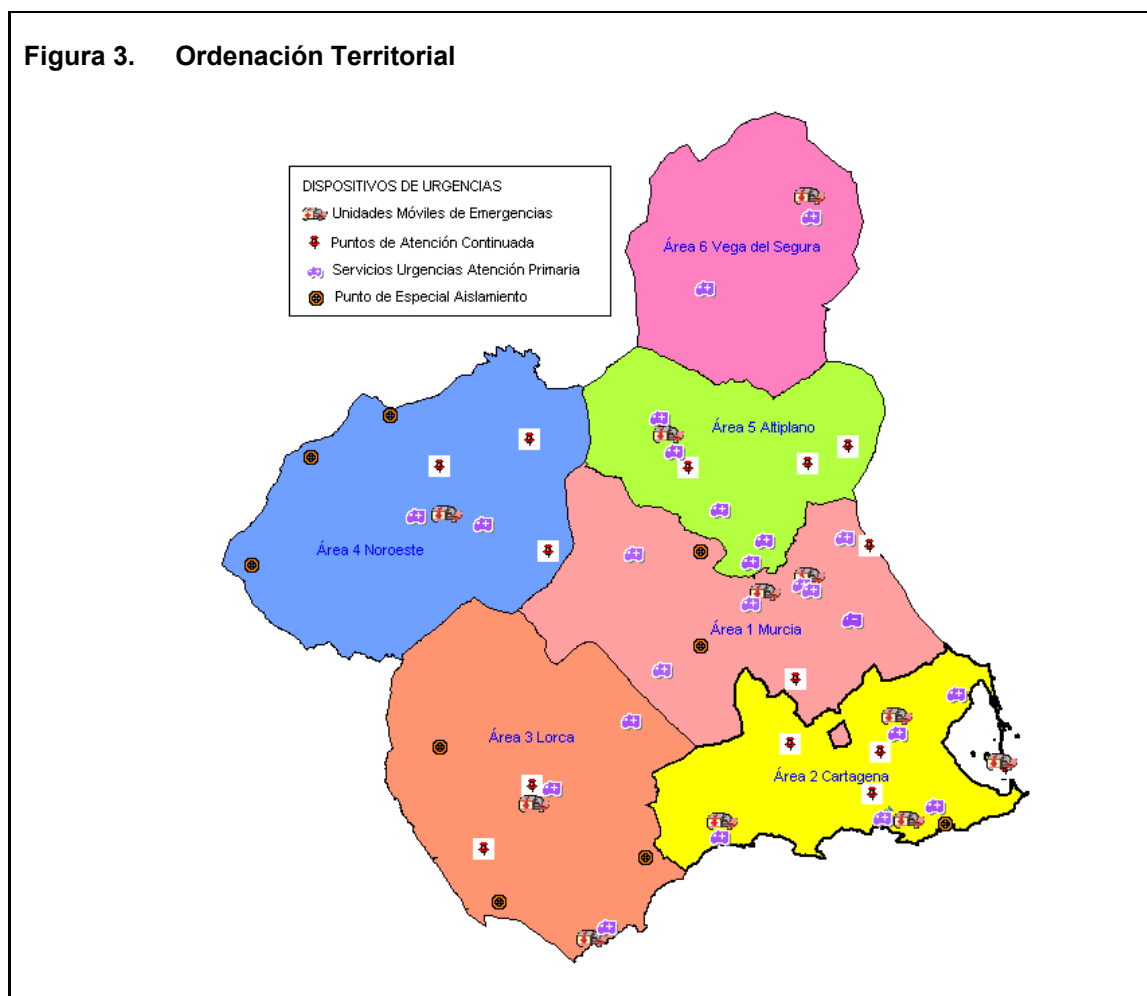 Figura 3. Ordenación Territorial
DISPOSITIVOS DE URGENCIAS
Unidades Móviles de Emergencias
Puntos de Atención Continuada
Servicios Urgencias Atención Primaria
Punto de Especial Aislamiento
Área 6 Vega del Segura
Área 5 Altiplano
Área 4 Noroeste
Área 1 Murcia
Área 3 Lorca
Área 2 Cartagena